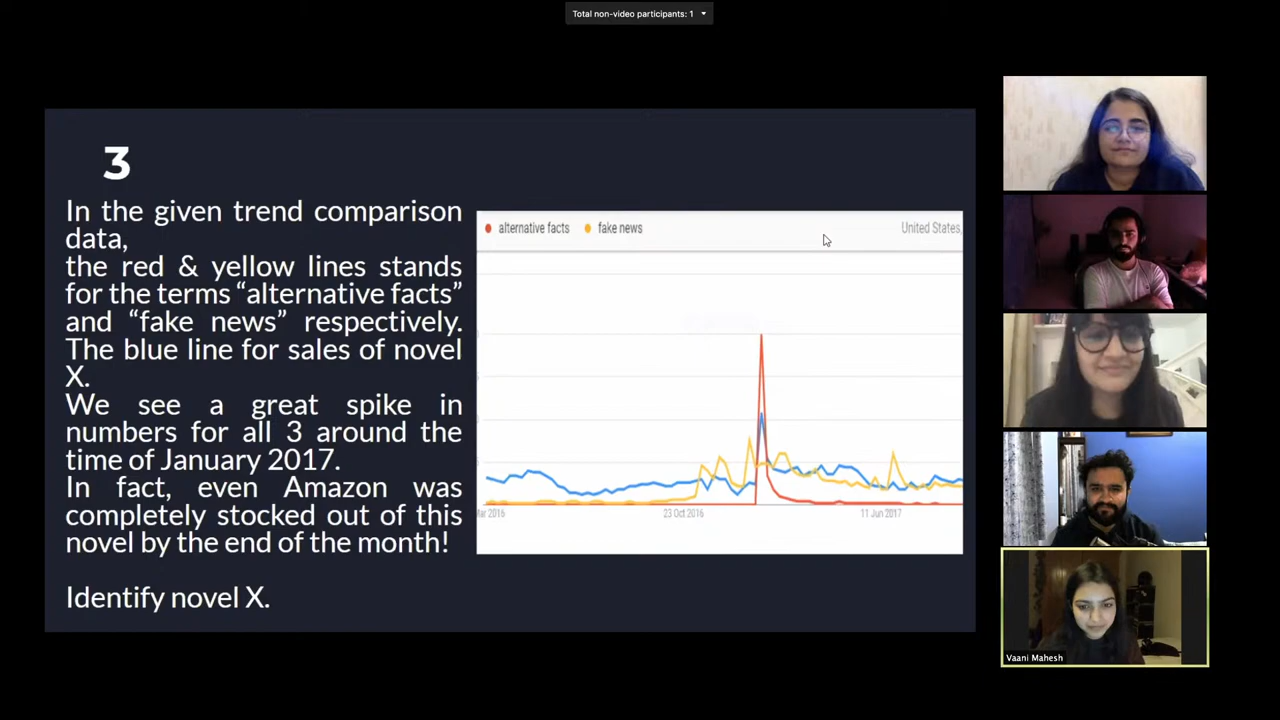 Total non-video participants: 1
3
In the given trend comparison
data,
the red & yellow lines stands
for the terms “alternative facts”
and “fake news” respectively.
The blue line for sales of novel
X.
We see a great spike in
numbers for all 3 around the
time of January 2017.
In fact, even Amazon was
completely stocked out of this
novel by the end of the month!
Identify novel X.
alternative facts fake news United States,
Mar 2016 23 Oct 2016 11 Jun 2017
Vaani Mahesh